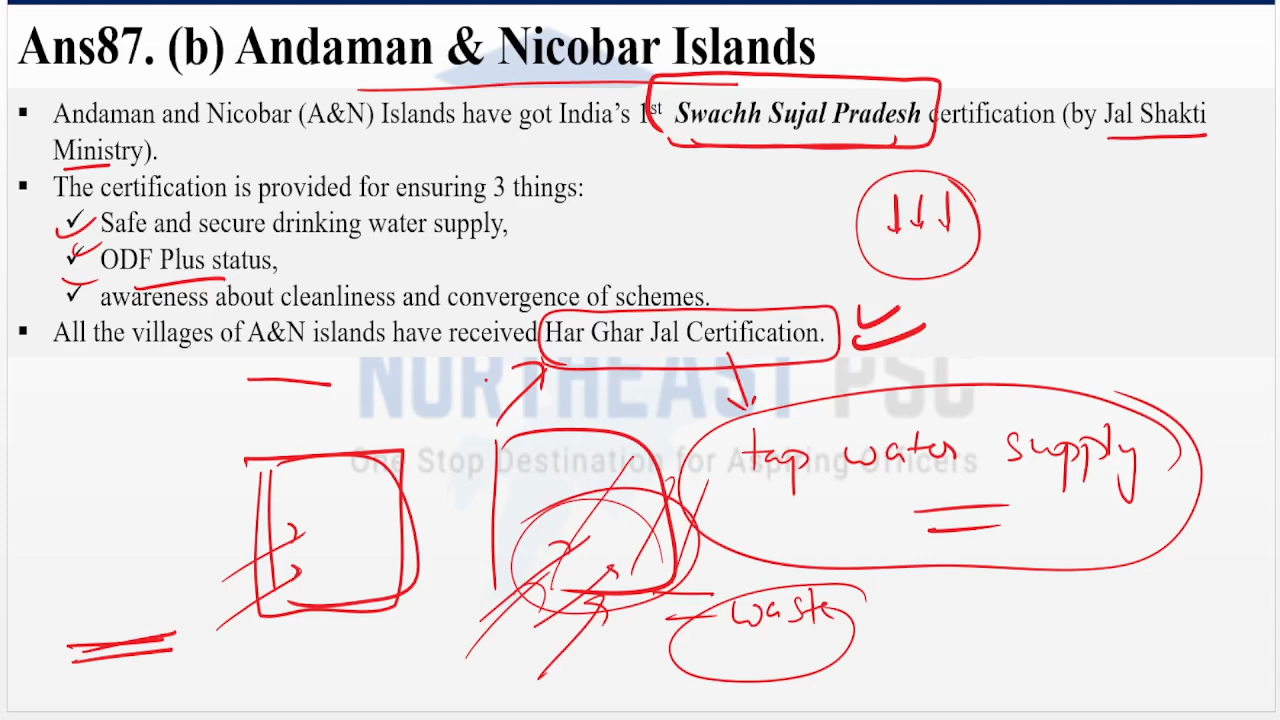 Ans87. (b) Andaman & Nicobar Islands
▪ Andaman and Nicobar (A&N) Islands have got India's 1st Swachh Sujal Pradesh certification (by Jal Shakti
Ministry).
▪ The certification is provided for ensuring 3 things:
✓ Safe and secure drinking water supply,
✓ ODF Plus status,
✓ awareness about cleanliness and convergence of schemes.
▪ All the villages of A&N islands have received Har Ghar Jal Certification.
NORTHEAST PSC
One Stop Destination for Aspiring Officers
tap water supply
waste